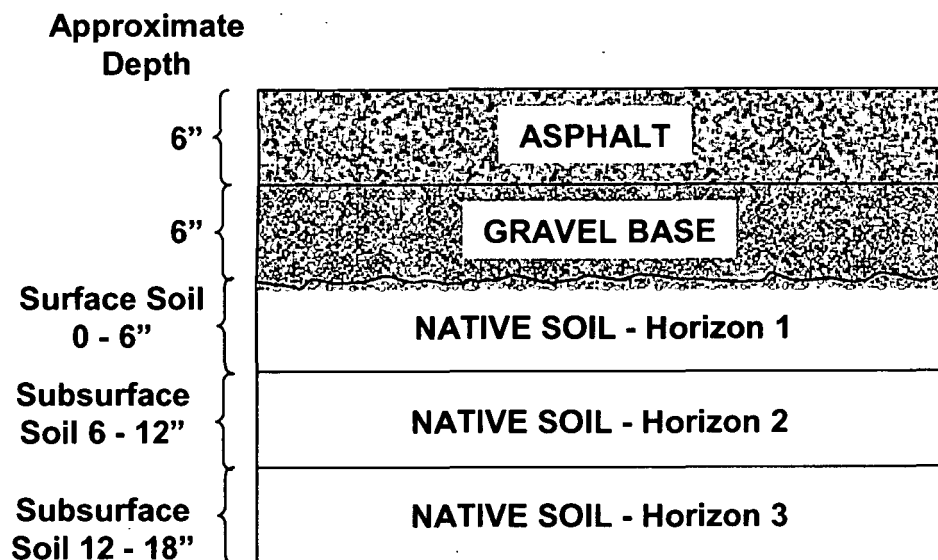 Approximate
Depth
6”
ASPHALT
6”
GRAVEL BASE
Surface Soil
0 - 6”
NATIVE SOIL - Horizon 1
Subsurface
Soil 6 - 12”
NATIVE SOIL - Horizon 2
Subsurface
Soil 12 - 18”
NATIVE SOIL - Horizon 3